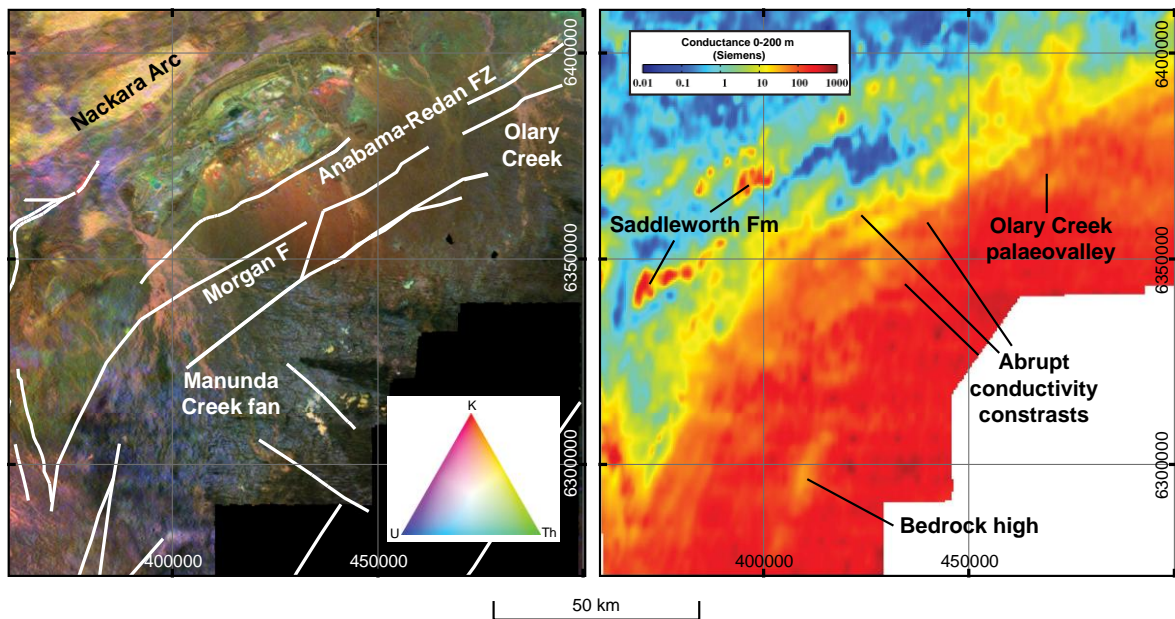 Nackara Arc
Anabama-Redan FZ
Olary
Creek
Morgan F
Manunda
Creek fan
K
U
Th
400000
450000
Conductance 0-200 m
(Siemens)
0.01 0.1 1 10 100 1000
6400000
Saddleworth Fm
Olary Creek
palaeovalley
6350000
Abrupt
conductivity
constrasts
6300000
Bedrock high
400000
450000
6400000
6350000
6300000
50 km